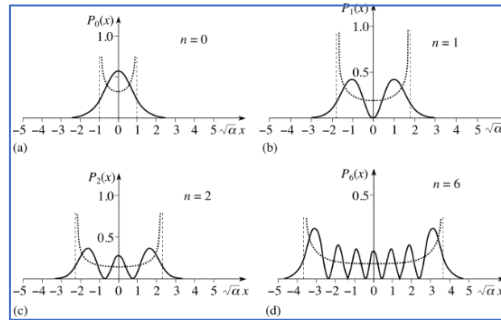 P₀(x)
1.0
n = 0
−5 −4 −3 −2 −1 0 1 2 3 4 5 √α x
(a)
P₁(x)
1.0
0.5
n = 1
−5 −4 −3 −2 −1 0 1 2 3 4 5 √α x
(b)
P₂(x)
1.0
0.5
n = 2
−5 −4 −3 −2 −1 0 1 2 3 4 5 √α x
(c)
P₆(x)
0.5
n = 6
−5 −4 −3 −2 −1 0 1 2 3 4 5 √α x
(d)